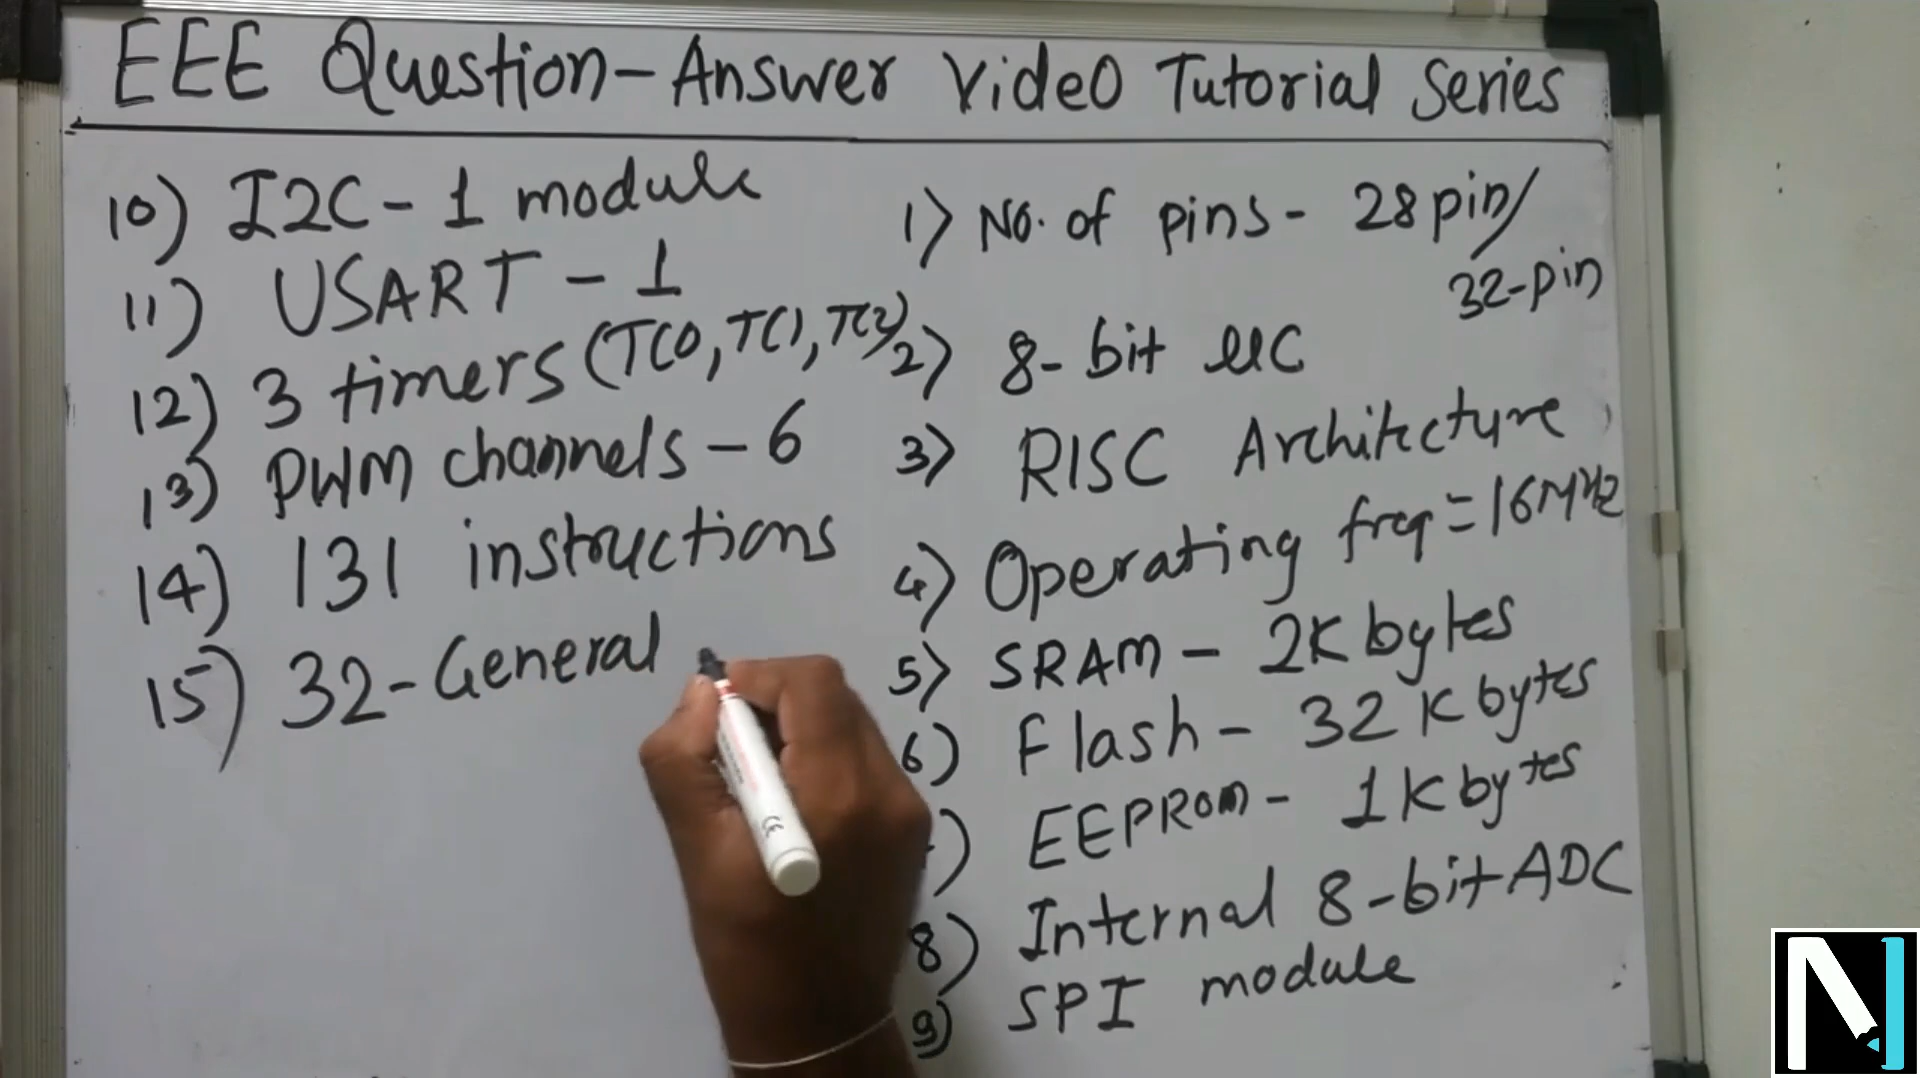 EEE Question-Answer Video Tutorial Series
10) I2C - 1 module
11) USART - 1
12) 3 timers (TC0, TC1, TC2)
13) PWM channels - 6
14) 131 instructions
15) 32-General
1) No. of pins - 28 pin/
32-pin
2) 8-bit uC
3) RISC Architecture
4) Operating freq = 16MHz
5) SRAM - 2K bytes
6) Flash - 32 K bytes
) EEPROM - 1K bytes
8) Internal 8-bit ADC
9) SPI module